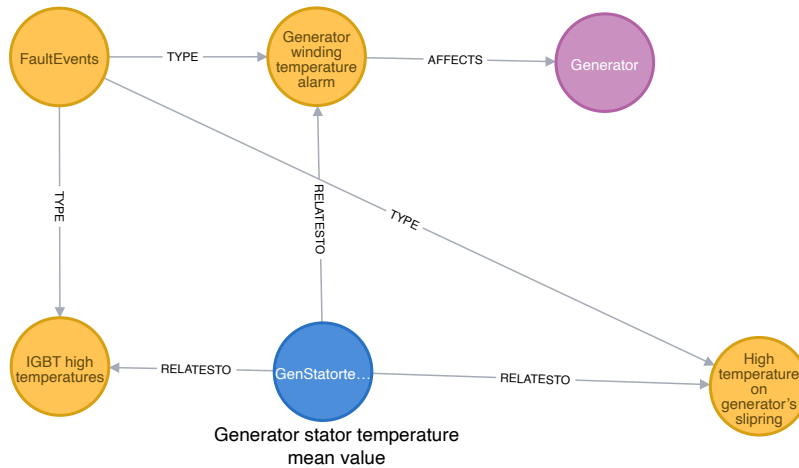 FaultEvents
TYPE
Generator
winding
temperature
alarm
AFFECTS
Generator
TYPE
RELATESTO
TYPE
IGBT high
temperatures
RELATESTO
GenStatorte...
RELATESTO
High
temperature
on
generator's
slipring
Generator stator temperature
mean value